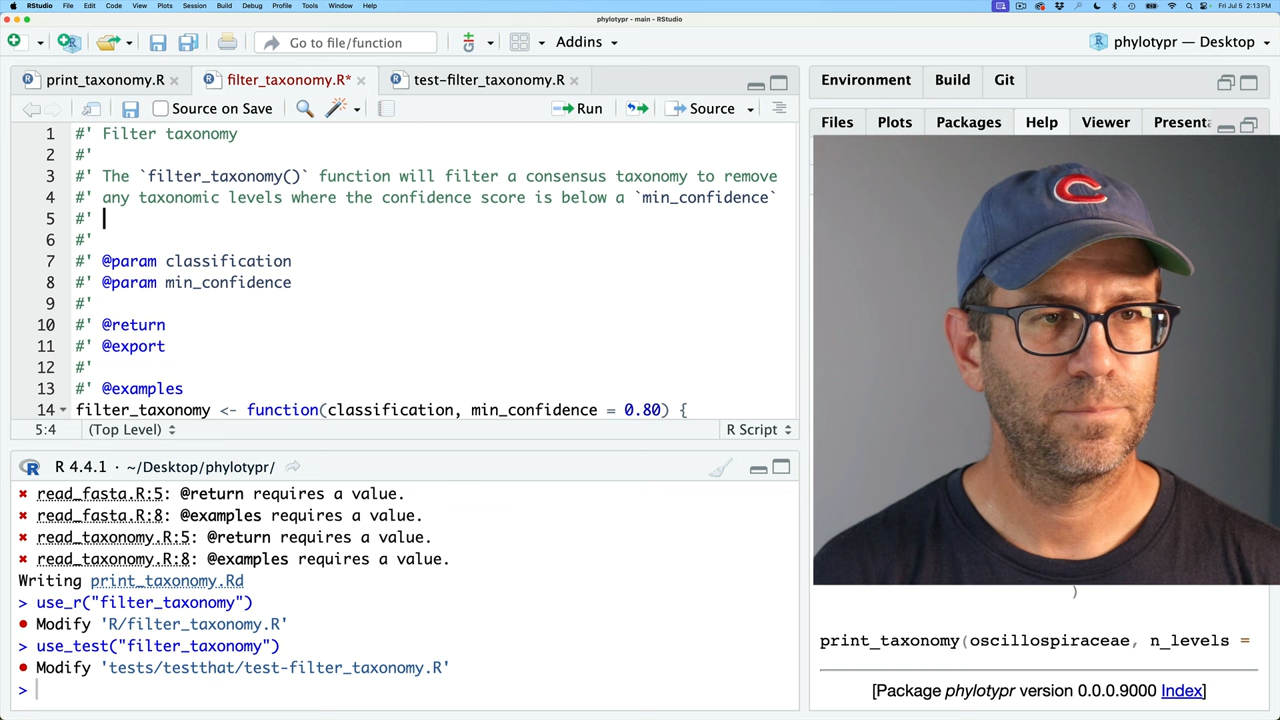 RStudio File Edit Code View Plots Session Build Debug Profile Tools Window Help Fri Jul 5 2:13 PM
phylotypr - main - RStudio
Go to file/function Addins phylotypr — Desktop
print_taxonomy.R filter_taxonomy.R* test-filter_taxonomy.R
Source on Save Run Source
1 #' Filter taxonomy
2 #'
3 #' The `filter_taxonomy()` function will filter a consensus taxonomy to remove
4 #' any taxonomic levels where the confidence score is below a `min_confidence`
5 #'
6 #'
7 #' @param classification
8 #' @param min_confidence
9 #'
10 #' @return
11 #' @export
12 #'
13 #' @examples
14 filter_taxonomy <- function(classification, min_confidence = 0.80) {
5:4 (Top Level) R Script
R 4.4.1 · ~/Desktop/phylotypr/
✖ read_fasta.R:5: @return requires a value.
✖ read_fasta.R:8: @examples requires a value.
✖ read_taxonomy.R:5: @return requires a value.
✖ read_taxonomy.R:8: @examples requires a value.
Writing print_taxonomy.Rd
> use_r("filter_taxonomy")
• Modify 'R/filter_taxonomy.R'
> use_test("filter_taxonomy")
• Modify 'tests/testthat/test-filter_taxonomy.R'
>
Environment Build Git
Files Plots Packages Help Viewer Presenta
C
)
print_taxonomy(oscillospiraceae, n_levels =
[Package phylotypr version 0.0.0.9000 Index]